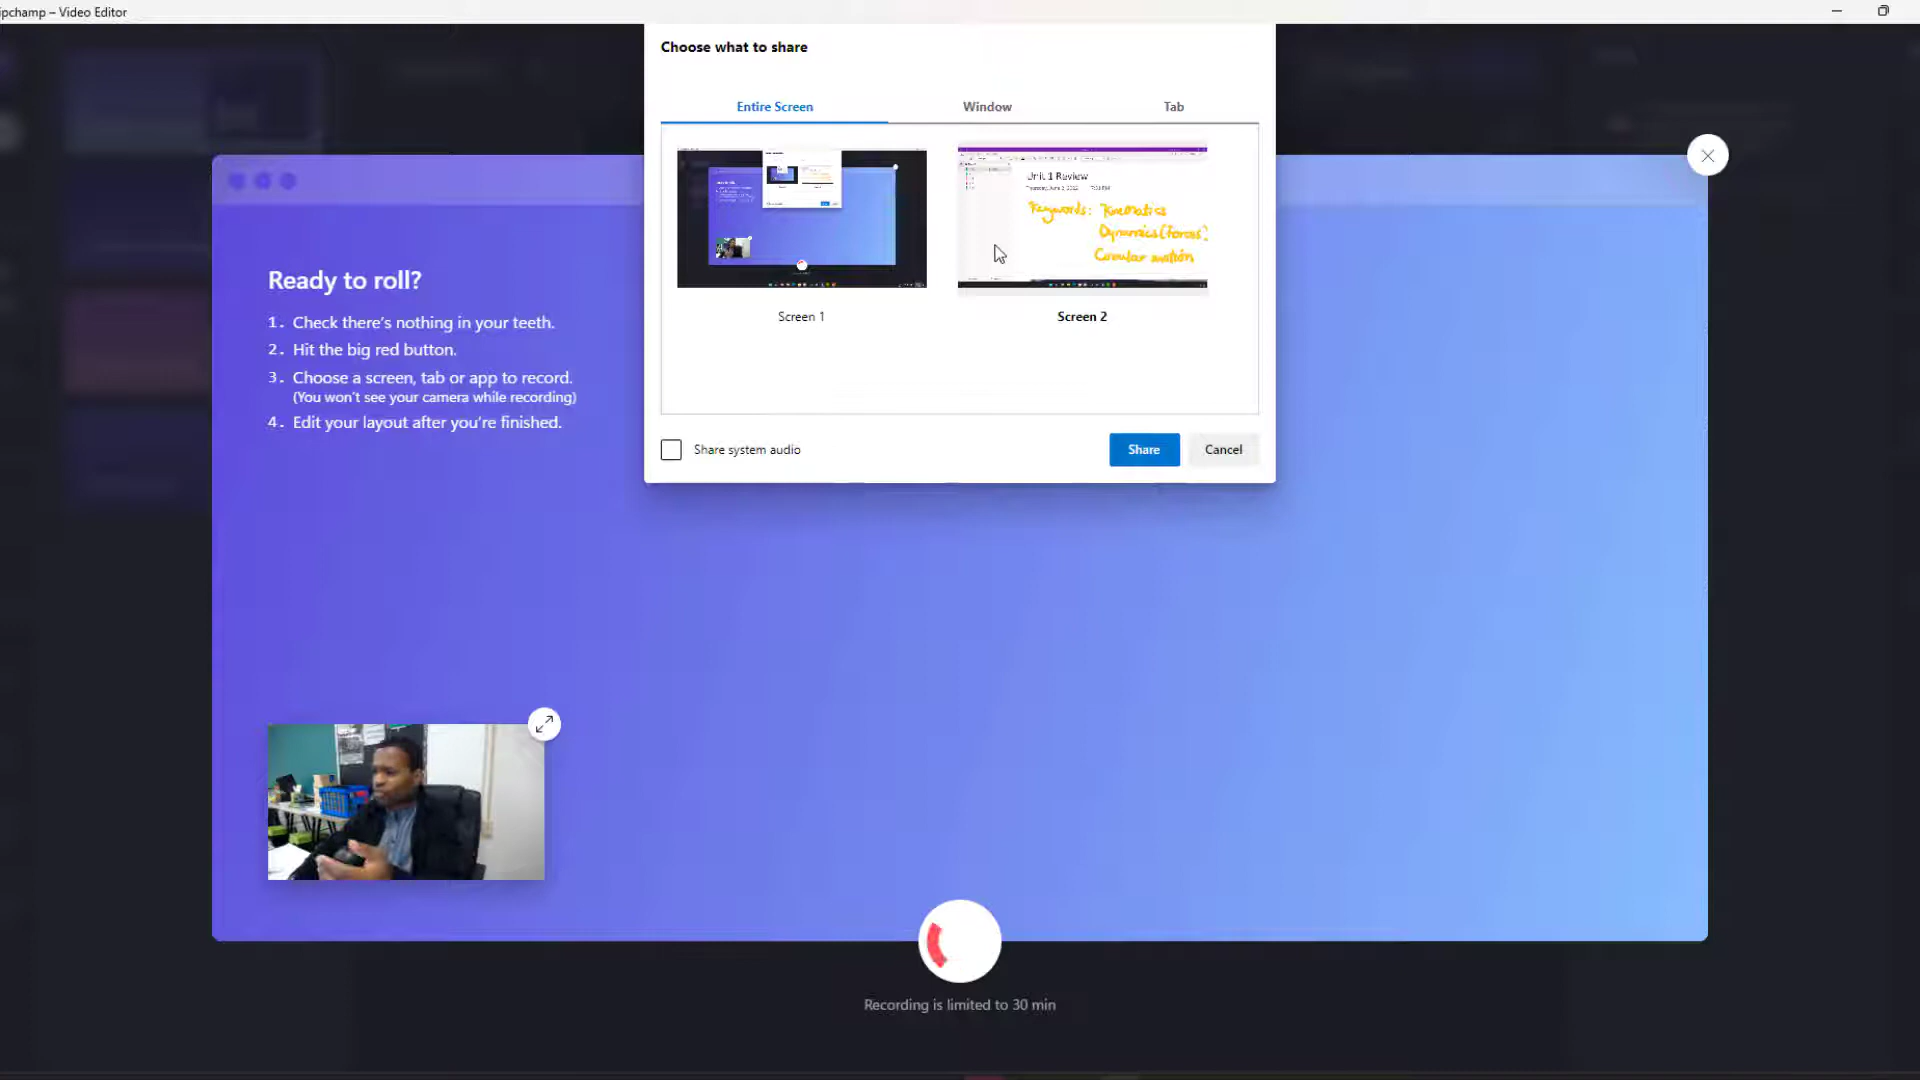 ipchamp – Video Editor
Choose what to share
Entire Screen
Window
Tab
Unit 1 Review
Keywords: Kinematics
Dynamics (forces)
Circular motion
Screen 1
Screen 2
Share system audio
Share
Cancel
Ready to roll?
1. Check there's nothing in your teeth.
2. Hit the big red button.
3. Choose a screen, tab or app to record.
(You won't see your camera while recording)
4. Edit your layout after you're finished.
Recording is limited to 30 min